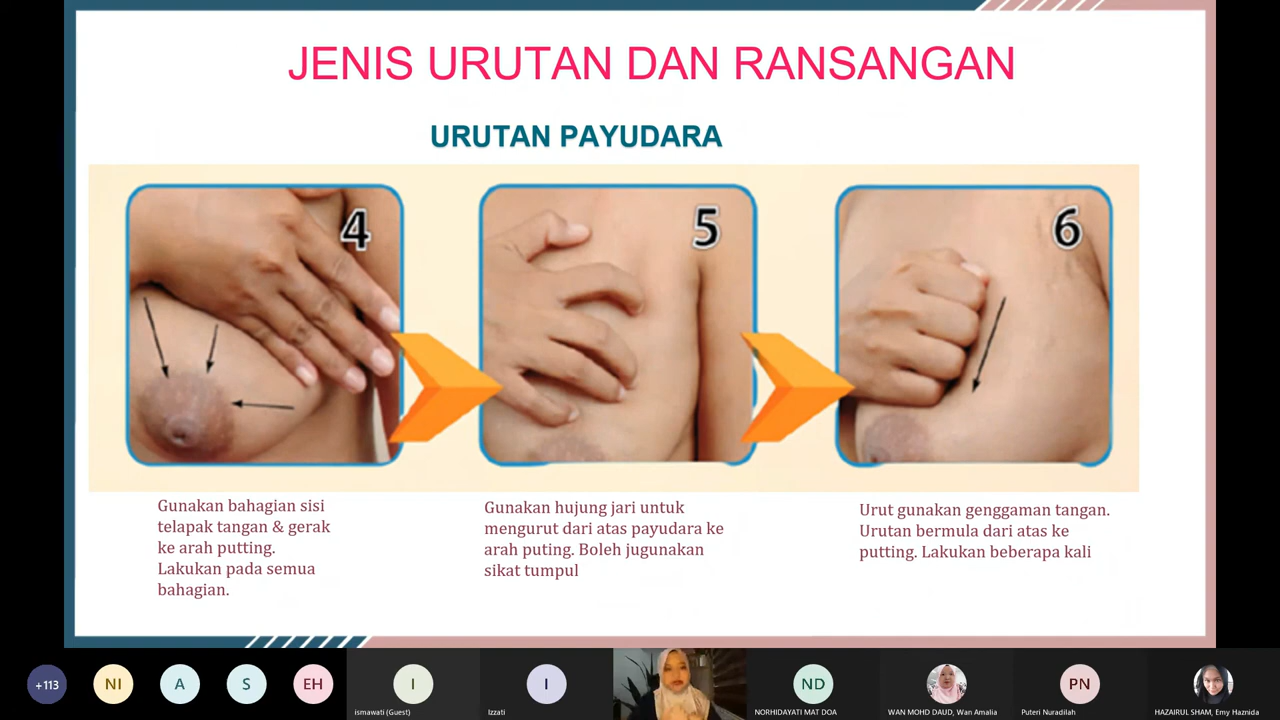 JENIS URUTAN DAN RANSANGAN
URUTAN PAYUDARA
4
5
6
Gunakan bahagian sisi
telapak tangan & gerak
ke arah putting.
Lakukan pada semua
bahagian.
Gunakan hujung jari untuk
mengurut dari atas payudara ke
arah puting. Boleh jugunakan
sikat tumpul
Urut gunakan genggaman tangan.
Urutan bermula dari atas ke
putting. Lakukan beberapa kali
+113
NI
A
S
EH
I
I
ND
PN
ismawati (Guest)
Izzati
NORHIDAYATI MAT DOA
WAN MOHD DAUD, Wan Amalia
Puteri Nuradilah
HAZAIRUL SHAM, Emy Haznida